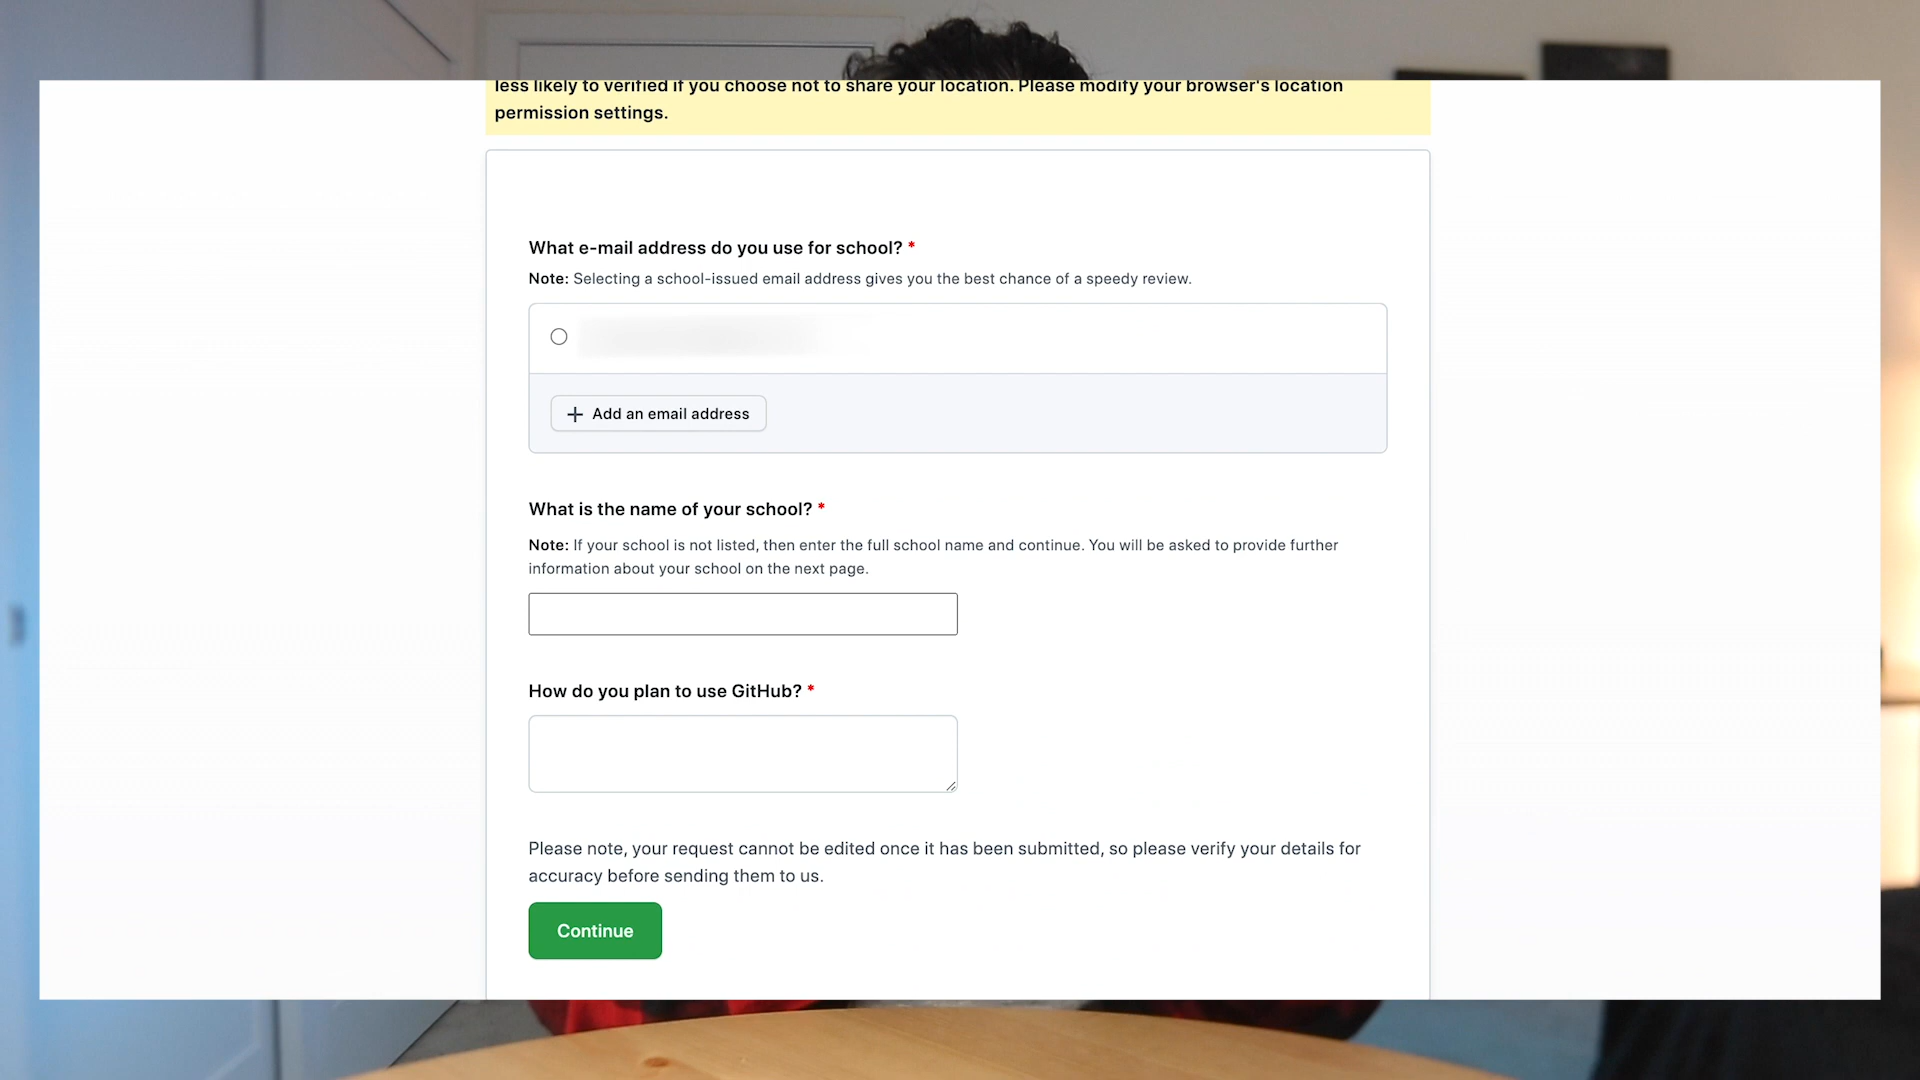 less likely to verified if you choose not to share your location. Please modify your browser's location
permission settings.
What e-mail address do you use for school? *
Note: Selecting a school-issued email address gives you the best chance of a speedy review.
Add an email address
What is the name of your school? *
Note: If your school is not listed, then enter the full school name and continue. You will be asked to provide further
information about your school on the next page.
How do you plan to use GitHub? *
Please note, your request cannot be edited once it has been submitted, so please verify your details for
accuracy before sending them to us.
Continue